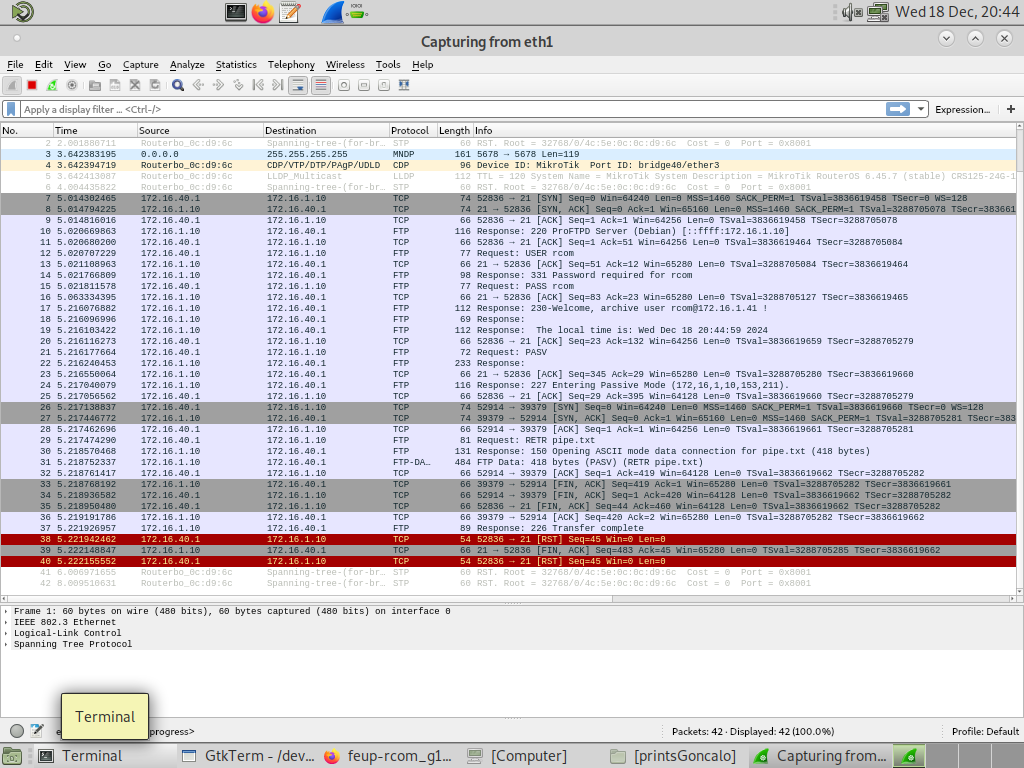 Wed 18 Dec, 20:44
Capturing from eth1
File Edit View Go Capture Analyze Statistics Telephony Wireless Tools Help
Apply a display filter ... <Ctrl-/> Expression... +
No. Time Source Destination Protocol Length Info
2 2.001880711 Routerbo_0c:d9:6c Spanning-tree-(for-br… STP 60 RST. Root = 32768/0/4c:5e:0c:0c:d9:6c Cost = 0 Port = 0x8001
3 3.642383195 0.0.0.0 255.255.255.255 MNDP 161 5678 → 5678 Len=119
4 3.642394719 Routerbo_0c:d9:6c CDP/VTP/DTP/PAgP/UDLD CDP 96 Device ID: MikroTik Port ID: bridge40/ether3
5 3.642413087 Routerbo_0c:d9:6c LLDP_Multicast LLDP 112 TTL = 120 System Name = MikroTik System Description = MikroTik RouterOS 6.45.7 (stable) CRS125-24G-1
6 4.004435822 Routerbo_0c:d9:6c Spanning-tree-(for-br… STP 60 RST. Root = 32768/0/4c:5e:0c:0c:d9:6c Cost = 0 Port = 0x8001
7 5.014302465 172.16.40.1 172.16.1.10 TCP 74 52836 → 21 [SYN] Seq=0 Win=64240 Len=0 MSS=1460 SACK_PERM=1 TSval=3836619458 TSecr=0 WS=128
8 5.014794225 172.16.1.10 172.16.40.1 TCP 74 21 → 52836 [SYN, ACK] Seq=0 Ack=1 Win=65160 Len=0 MSS=1460 SACK_PERM=1 TSval=3288705078 TSecr=38361
9 5.014816016 172.16.40.1 172.16.1.10 TCP 66 52836 → 21 [ACK] Seq=1 Ack=1 Win=64256 Len=0 TSval=3836619458 TSecr=3288705078
10 5.020669863 172.16.1.10 172.16.40.1 FTP 116 Response: 220 ProFTPD Server (Debian) [::ffff:172.16.1.10]
11 5.020680200 172.16.40.1 172.16.1.10 TCP 66 52836 → 21 [ACK] Seq=1 Ack=51 Win=64256 Len=0 TSval=3836619464 TSecr=3288705084
12 5.020707229 172.16.40.1 172.16.1.10 FTP 77 Request: USER rcom
13 5.021108963 172.16.1.10 172.16.40.1 TCP 66 21 → 52836 [ACK] Seq=51 Ack=12 Win=65280 Len=0 TSval=3288705084 TSecr=3836619464
14 5.021766809 172.16.1.10 172.16.40.1 FTP 98 Response: 331 Password required for rcom
15 5.021811578 172.16.40.1 172.16.1.10 FTP 77 Request: PASS rcom
16 5.063334395 172.16.1.10 172.16.40.1 TCP 66 21 → 52836 [ACK] Seq=83 Ack=23 Win=65280 Len=0 TSval=3288705127 TSecr=3836619465
17 5.216076882 172.16.1.10 172.16.40.1 FTP 112 Response: 230-Welcome, archive user rcom@172.16.1.41 !
18 5.216096996 172.16.1.10 172.16.40.1 FTP 69 Response:
19 5.216103422 172.16.1.10 172.16.40.1 FTP 112 Response: The local time is: Wed Dec 18 20:44:59 2024
20 5.216116273 172.16.40.1 172.16.1.10 TCP 66 52836 → 21 [ACK] Seq=23 Ack=132 Win=64256 Len=0 TSval=3836619659 TSecr=3288705279
21 5.216177664 172.16.40.1 172.16.1.10 FTP 72 Request: PASV
22 5.216240453 172.16.1.10 172.16.40.1 FTP 233 Response:
23 5.216550064 172.16.1.10 172.16.40.1 TCP 66 21 → 52836 [ACK] Seq=345 Ack=29 Win=65280 Len=0 TSval=3288705280 TSecr=3836619660
24 5.217040079 172.16.1.10 172.16.40.1 FTP 116 Response: 227 Entering Passive Mode (172,16,1,10,153,211).
25 5.217056562 172.16.40.1 172.16.1.10 TCP 66 52836 → 21 [ACK] Seq=29 Ack=395 Win=64128 Len=0 TSval=3836619660 TSecr=3288705279
26 5.217138837 172.16.40.1 172.16.1.10 TCP 74 52914 → 39379 [SYN] Seq=0 Win=64240 Len=0 MSS=1460 SACK_PERM=1 TSval=3836619660 TSecr=0 WS=128
27 5.217446772 172.16.1.10 172.16.40.1 TCP 74 39379 → 52914 [SYN, ACK] Seq=0 Ack=1 Win=65160 Len=0 MSS=1460 SACK_PERM=1 TSval=3288705281 TSecr=383
28 5.217462696 172.16.40.1 172.16.1.10 TCP 66 52914 → 39379 [ACK] Seq=1 Ack=1 Win=64256 Len=0 TSval=3836619661 TSecr=3288705281
29 5.217474290 172.16.40.1 172.16.1.10 FTP 81 Request: RETR pipe.txt
30 5.218570468 172.16.1.10 172.16.40.1 FTP 131 Response: 150 Opening ASCII mode data connection for pipe.txt (418 bytes)
31 5.218752337 172.16.1.10 172.16.40.1 FTP-DA… 484 FTP Data: 418 bytes (PASV) (RETR pipe.txt)
32 5.218761417 172.16.40.1 172.16.1.10 TCP 66 52914 → 39379 [ACK] Seq=1 Ack=419 Win=64128 Len=0 TSval=3836619662 TSecr=3288705282
33 5.218768192 172.16.1.10 172.16.40.1 TCP 66 39379 → 52914 [FIN, ACK] Seq=419 Ack=1 Win=65280 Len=0 TSval=3288705282 TSecr=3836619661
34 5.218936582 172.16.40.1 172.16.1.10 TCP 66 52914 → 39379 [FIN, ACK] Seq=1 Ack=420 Win=64128 Len=0 TSval=3836619662 TSecr=3288705282
35 5.218950480 172.16.40.1 172.16.1.10 TCP 66 52836 → 21 [FIN, ACK] Seq=44 Ack=460 Win=64128 Len=0 TSval=3836619662 TSecr=3288705282
36 5.219191786 172.16.1.10 172.16.40.1 TCP 66 39379 → 52914 [ACK] Seq=420 Ack=2 Win=65280 Len=0 TSval=3288705282 TSecr=3836619662
37 5.221926957 172.16.1.10 172.16.40.1 FTP 89 Response: 226 Transfer complete
38 5.221942462 172.16.40.1 172.16.1.10 TCP 54 52836 → 21 [RST] Seq=45 Win=0 Len=0
39 5.222148847 172.16.1.10 172.16.40.1 TCP 66 21 → 52836 [FIN, ACK] Seq=483 Ack=45 Win=65280 Len=0 TSval=3288705285 TSecr=3836619662
40 5.222155552 172.16.40.1 172.16.1.10 TCP 54 52836 → 21 [RST] Seq=45 Win=0 Len=0
41 6.006971655 Routerbo_0c:d9:6c Spanning-tree-(for-br… STP 60 RST. Root = 32768/0/4c:5e:0c:0c:d9:6c Cost = 0 Port = 0x8001
42 8.009510631 Routerbo_0c:d9:6c Spanning-tree-(for-br… STP 60 RST. Root = 32768/0/4c:5e:0c:0c:d9:6c Cost = 0 Port = 0x8001
Frame 1: 60 bytes on wire (480 bits), 60 bytes captured (480 bits) on interface 0
IEEE 802.3 Ethernet
Logical-Link Control
Spanning Tree Protocol
Terminal
progress> Packets: 42 · Displayed: 42 (100.0%) Profile: Default
Terminal GtkTerm - /dev... feup-rcom_g1... [Computer] [printsGoncalo] Capturing from...